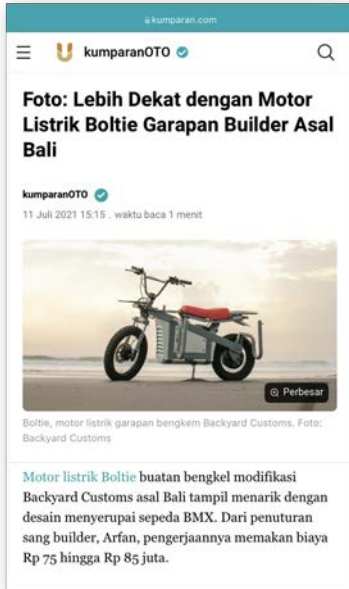 kumparan.com
kumparanOTO
Foto: Lebih Dekat dengan Motor
Listrik Boltie Garapan Builder Asal
Bali
kumparanOTO
11 Juli 2021 15:15 . waktu baca 1 menit
Perbesar
Boltie, motor listrik garapan bengkem Backyard Customs. Foto:
Backyard Customs
Motor listrik Boltie buatan bengkel modifikasi
Backyard Customs asal Bali tampil menarik dengan
desain menyerupai sepeda BMX. Dari penuturan
sang builder, Arfan, pengerjaannya memakan biaya
Rp 75 hingga Rp 85 juta.